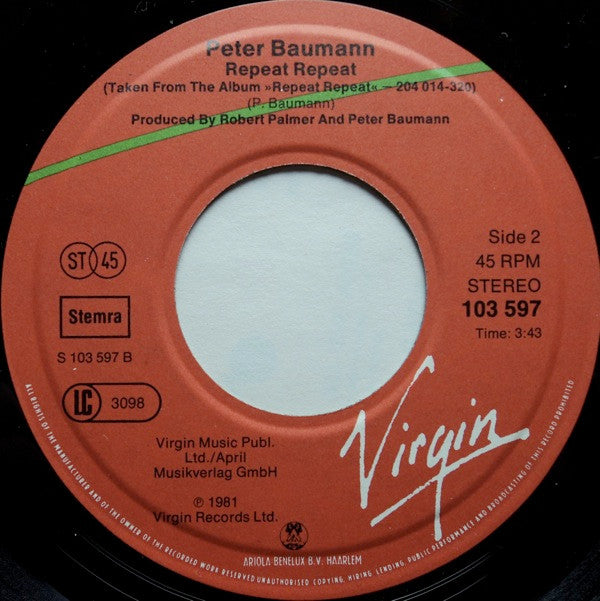 Peter Baumann
Repeat Repeat
(Taken From The Album »Repeat Repeat« – 204 014-320)
(P. Baumann)
Produced By Robert Palmer And Peter Baumann
ST 45
Stemra
S 103 597 B
LC 3098
Side 2
45 RPM
STEREO
103 597
Time: 3:43
Virgin Music Publ.
Ltd./April
Musikverlag GmbH
℗ 1981
Virgin Records Ltd.
Virgin
ARIOLA-BENELUX B.V. HAARLEM
ALL RIGHTS OF THE MANUFACTURER AND OF THE OWNER OF THE RECORDED WORK RESERVED UNAUTHORISED COPYING, HIRING, LENDING, PUBLIC PERFORMANCE AND BROADCASTING OF THIS RECORD PROHIBITED